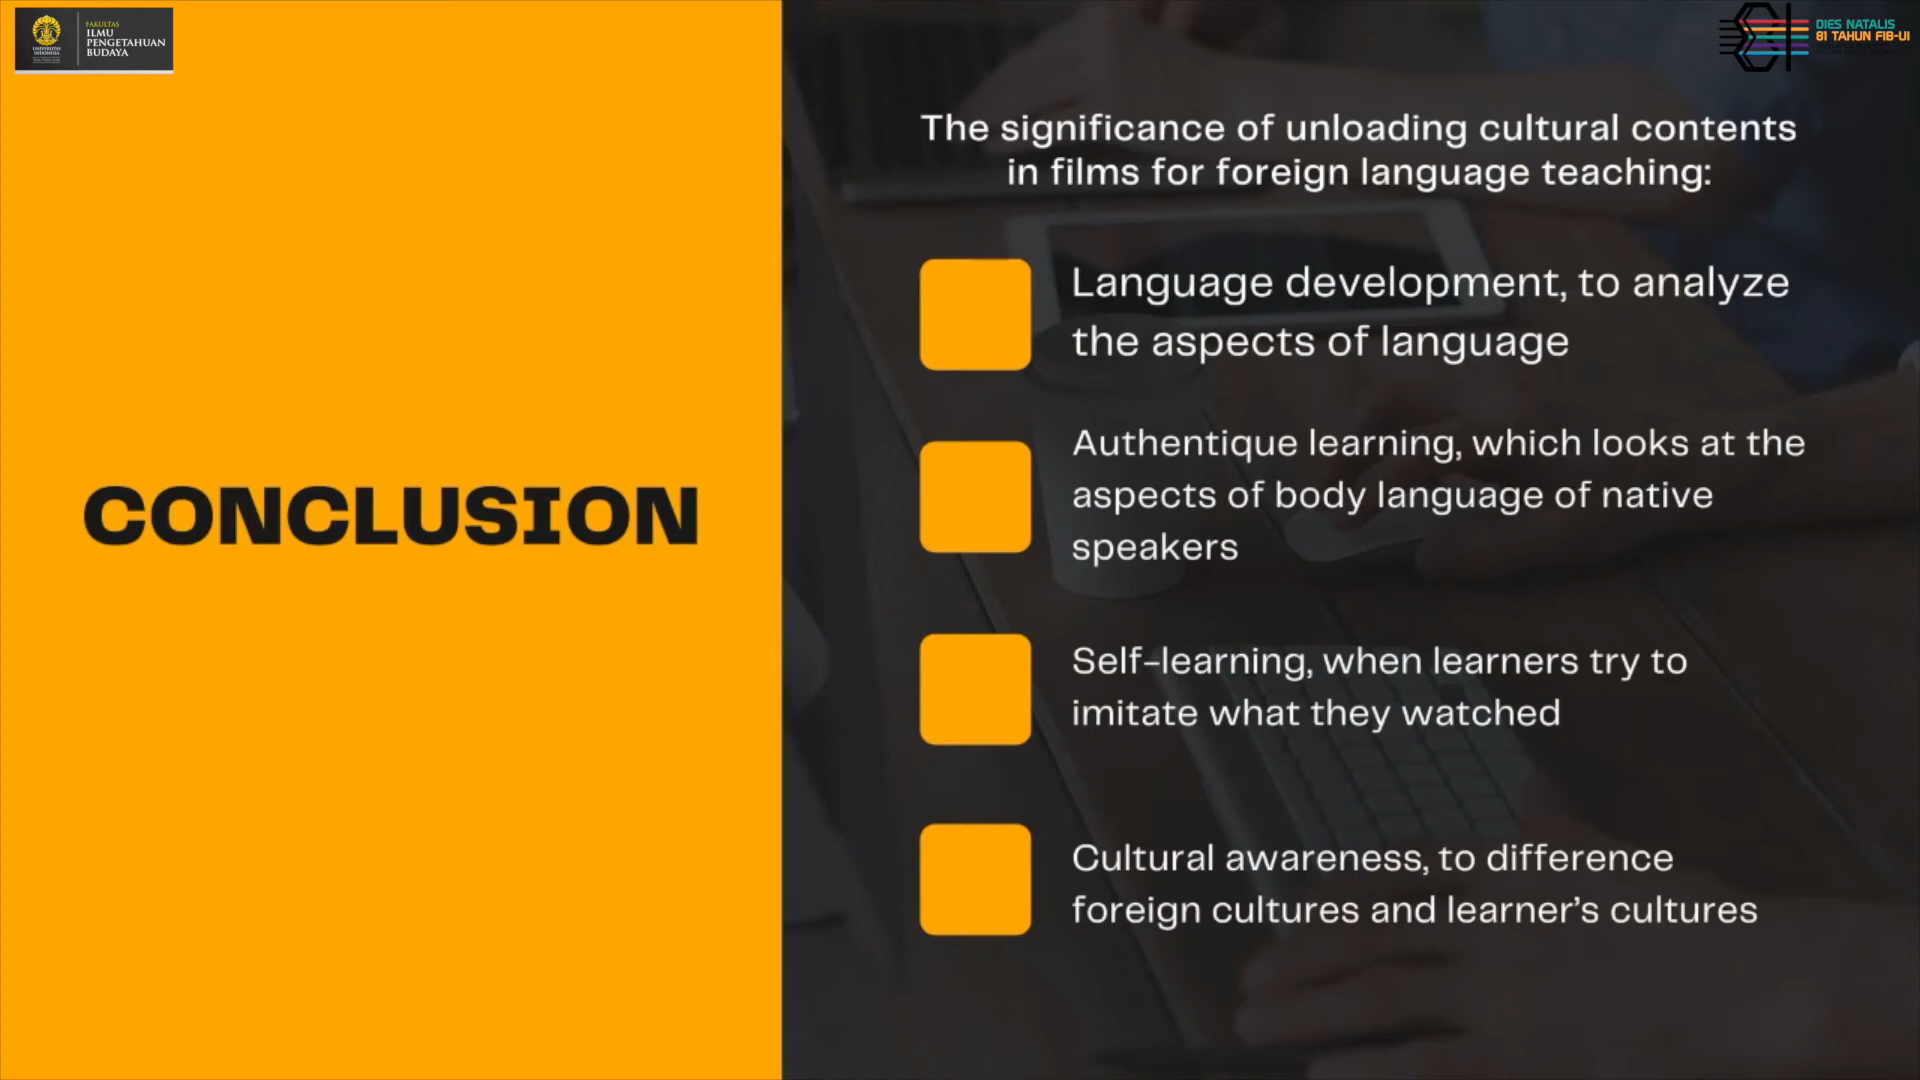 FAKULTAS
ILMU
PENGETAHUAN
BUDAYA
UNIVERSITAS
INDONESIA
DIES NATALIS
81 TAHUN FIB-UI
CONCLUSION
The significance of unloading cultural contents
in films for foreign language teaching:
Language development, to analyze
the aspects of language
Authentique learning, which looks at the
aspects of body language of native
speakers
Self-learning, when learners try to
imitate what they watched
Cultural awareness, to difference
foreign cultures and learner's cultures